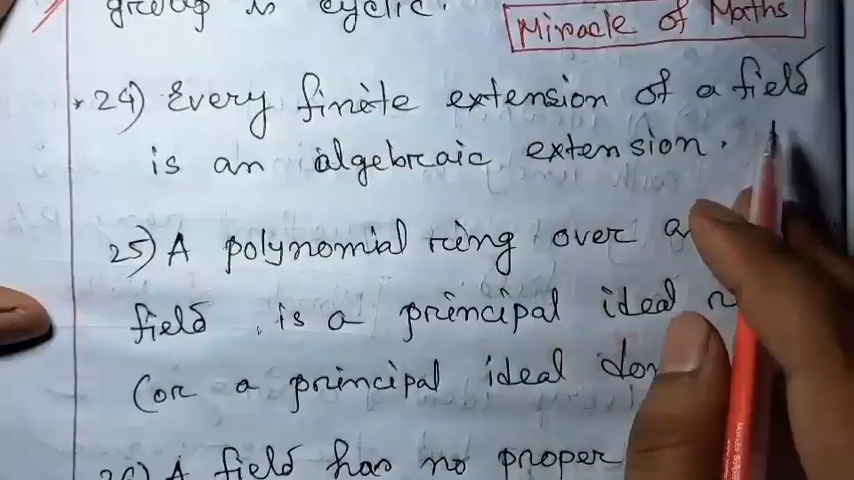 group is cyclic.
Miracle of Maths
* 24) Every finite extension of a field
is an algebraic extension.
25) A polynomial ring over a
field is a principal ideal
(or a principal ideal
26) A field has no proper